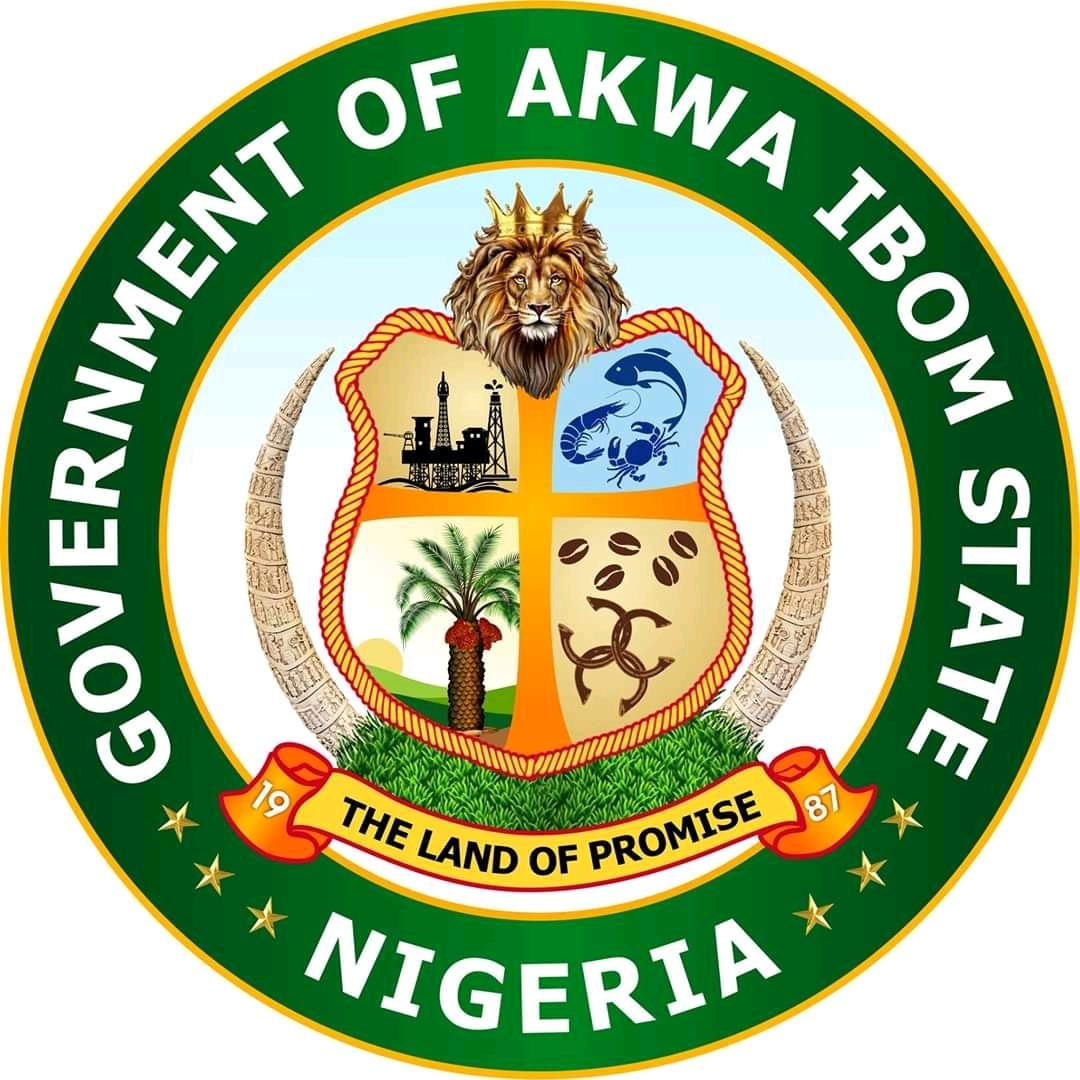 GOVERNMENT OF AKWA IBOM STATE
19
THE LAND OF PROMISE
87
NIGERIA